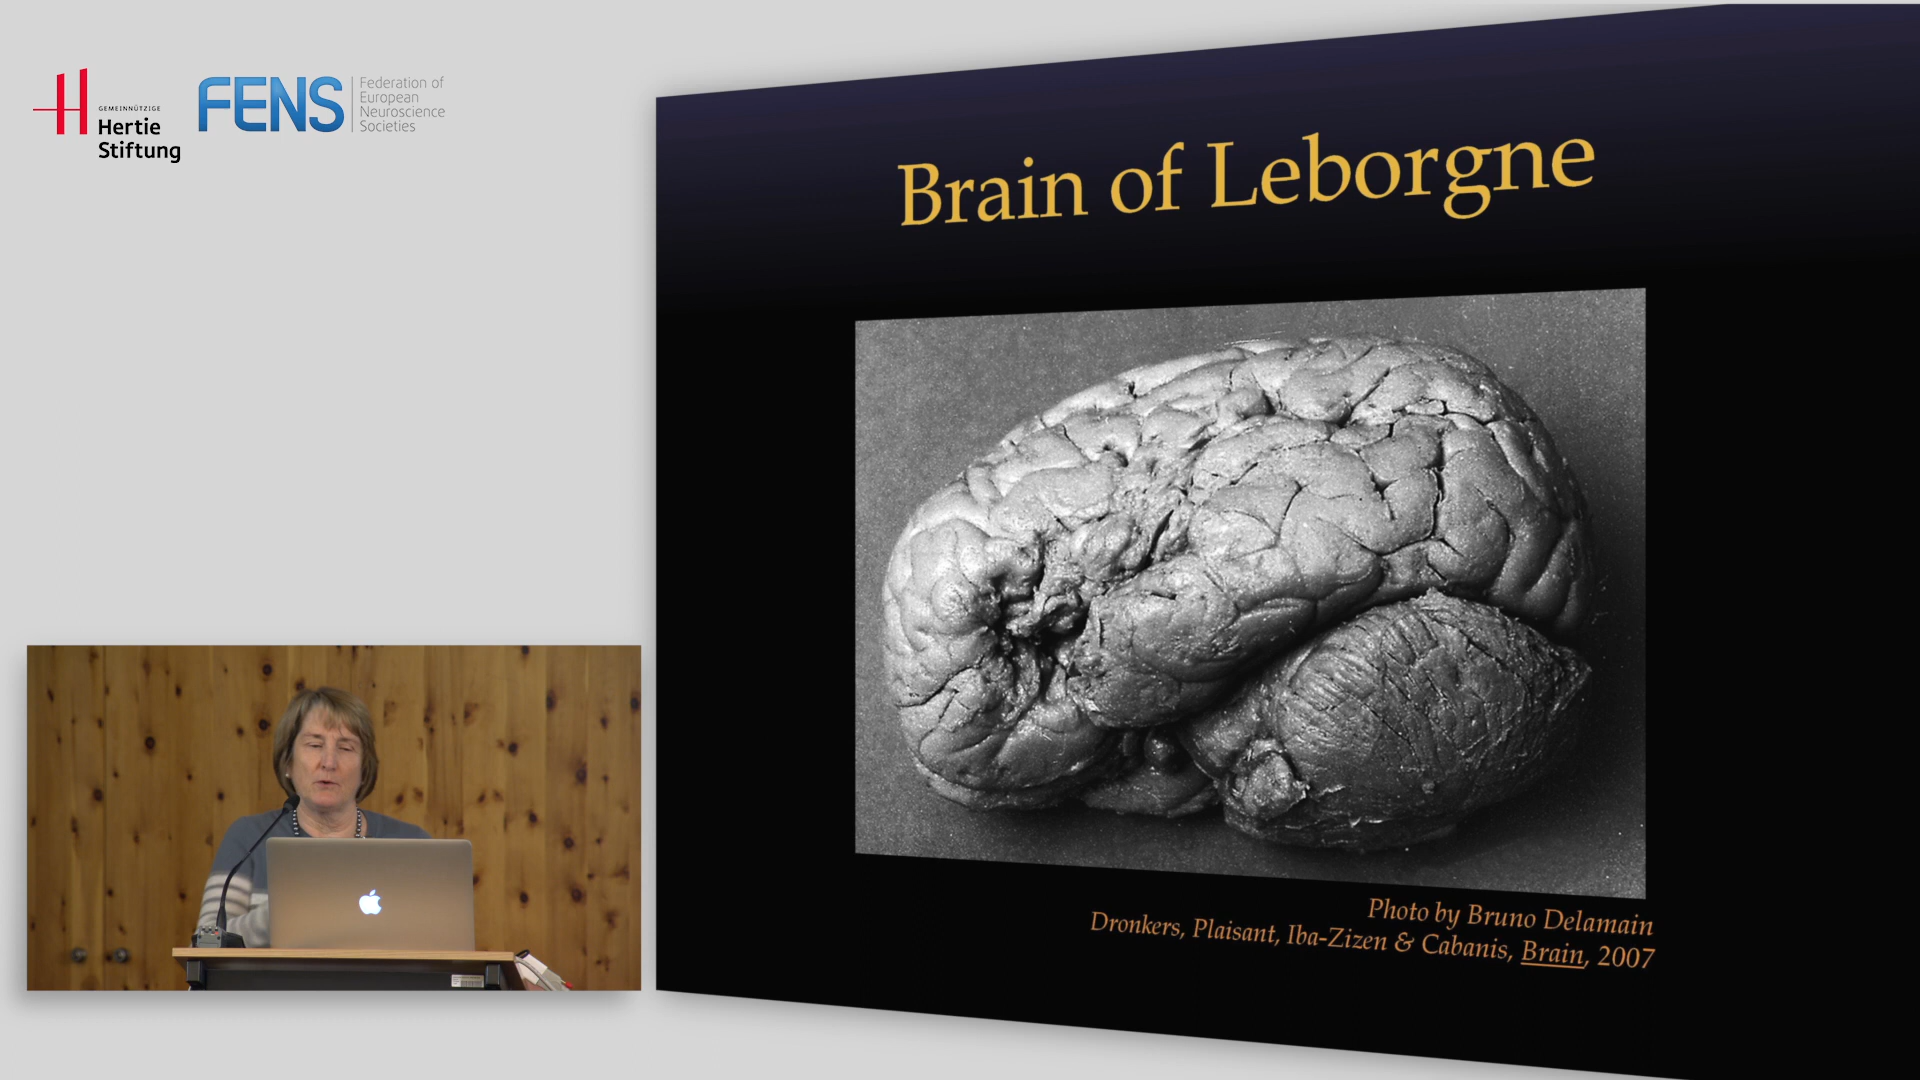 GEMEINNÜTZIGE
Hertie
Stiftung
FENS
Federation of
European
Neuroscience
Societies
Brain of Leborgne
Photo by Bruno Delamain
Dronkers, Plaisant, Iba-Zizen & Cabanis, Brain, 2007